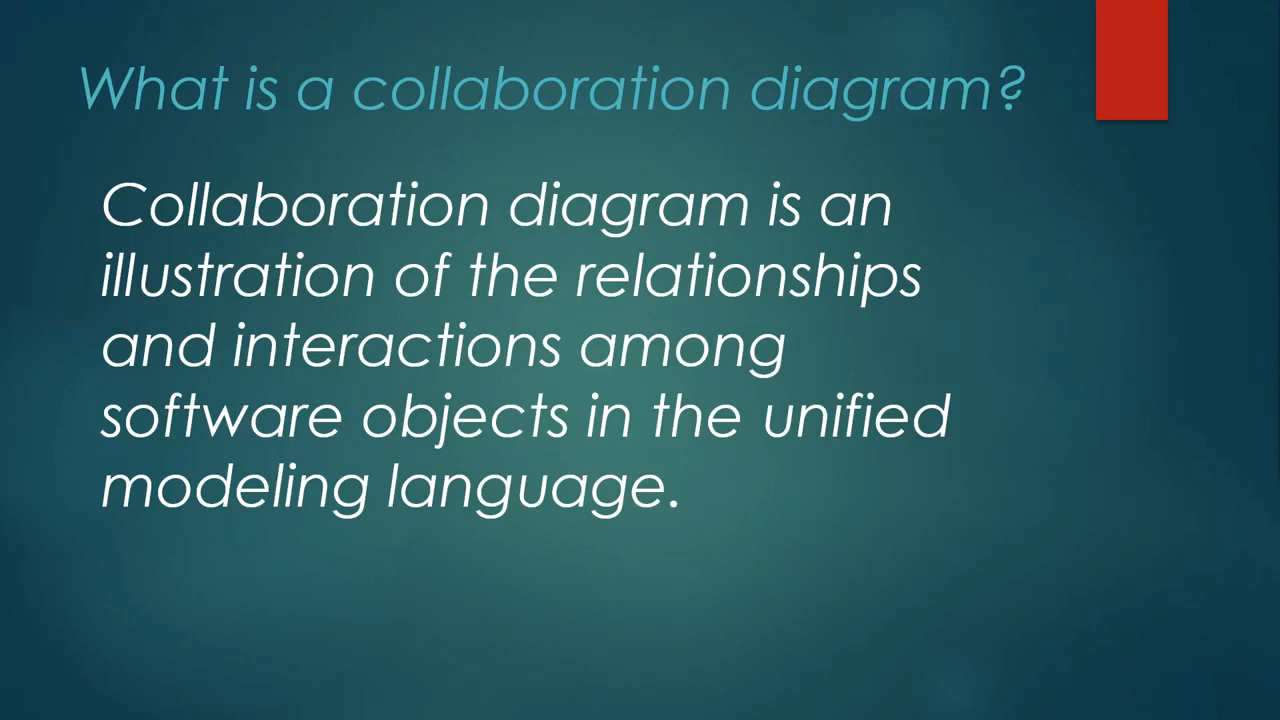 What is a collaboration diagram?
Collaboration diagram is an
illustration of the relationships
and interactions among
software objects in the unified
modeling language.